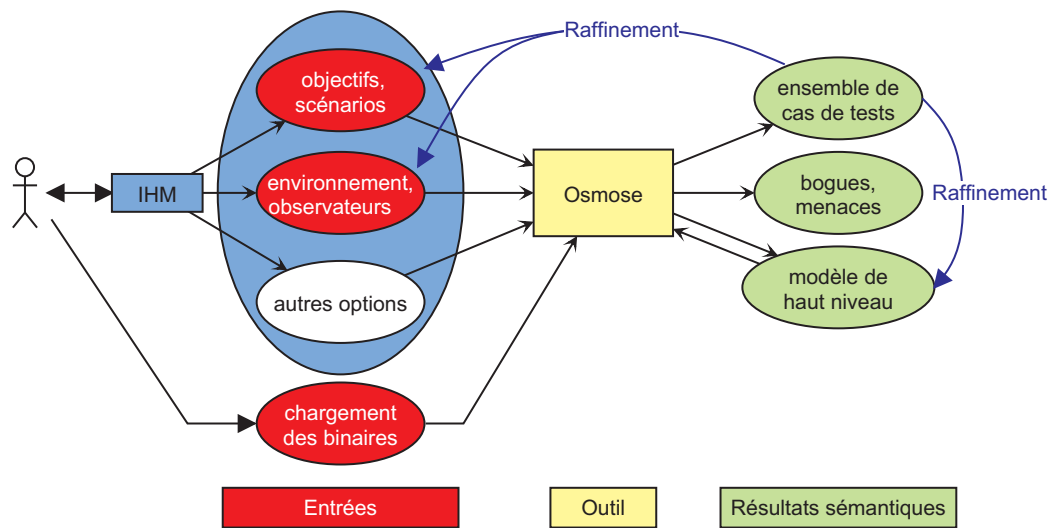 Raffinement
objectifs,
scénarios
ensemble de
cas de tests
IHM
environnement,
observateurs
Osmose
bogues,
menaces
Raffinement
autres options
modèle de
haut niveau
chargement
des binaires
Entrées
Outil
Résultats sémantiques